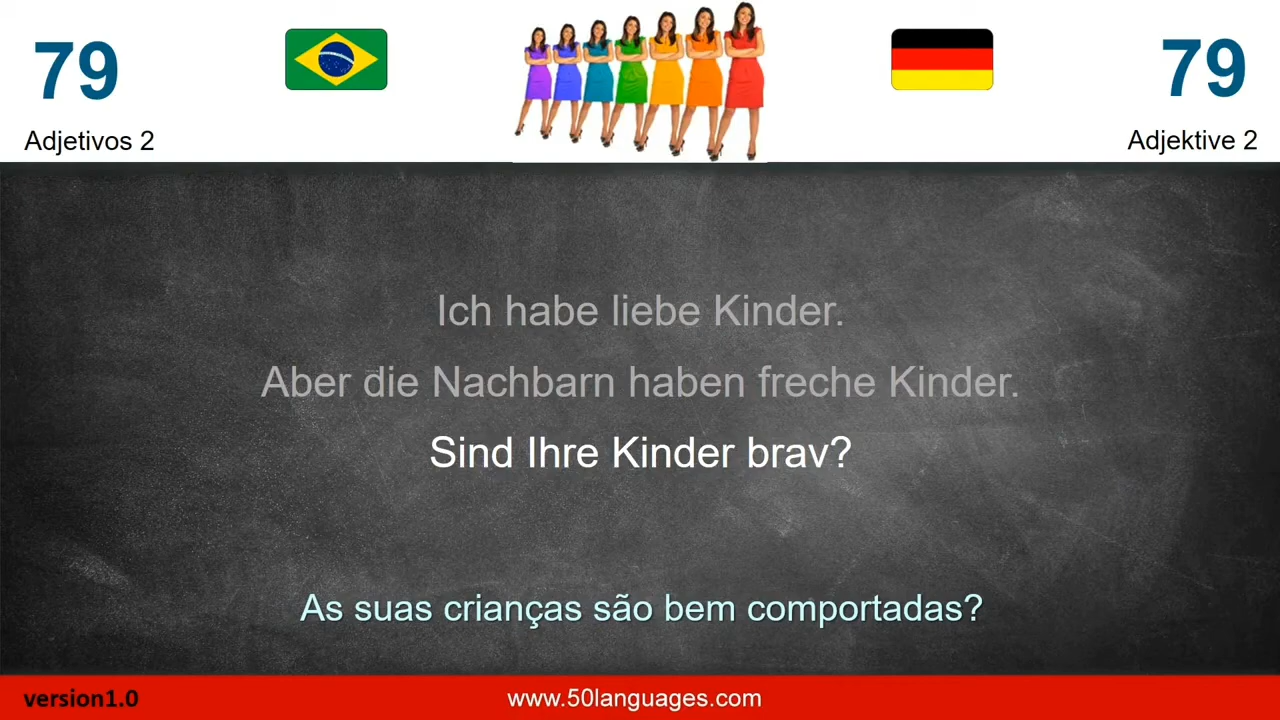 79
79
Adjetivos 2
Adjektive 2
Ich habe liebe Kinder.
Aber die Nachbarn haben freche Kinder.
Sind Ihre Kinder brav?
As suas crianças são bem comportadas?
version1.0
www.50languages.com